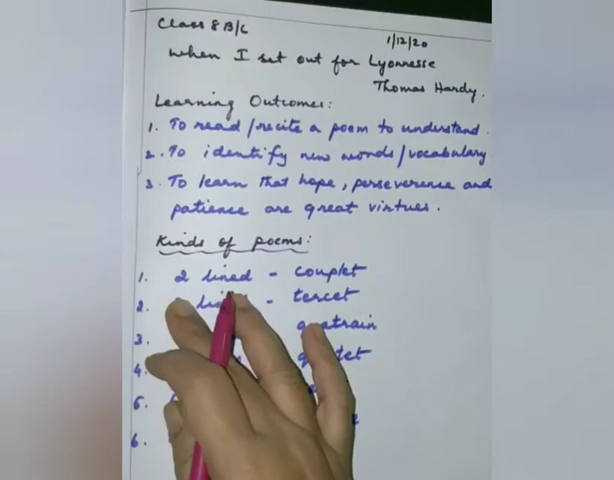 Class 8 B/C
1/12/20
When I set out for Lyonnesse
Thomas Hardy.
Learning Outcomes:
1. To read/recite a poem to understand.
2. To identify new words/vocabulary
3. To learn that hope, perseverence and
patience are great virtues.
Kinds of poems:
1. 2 lined - couplet
2. - tercet
3.
4.
5.
6.